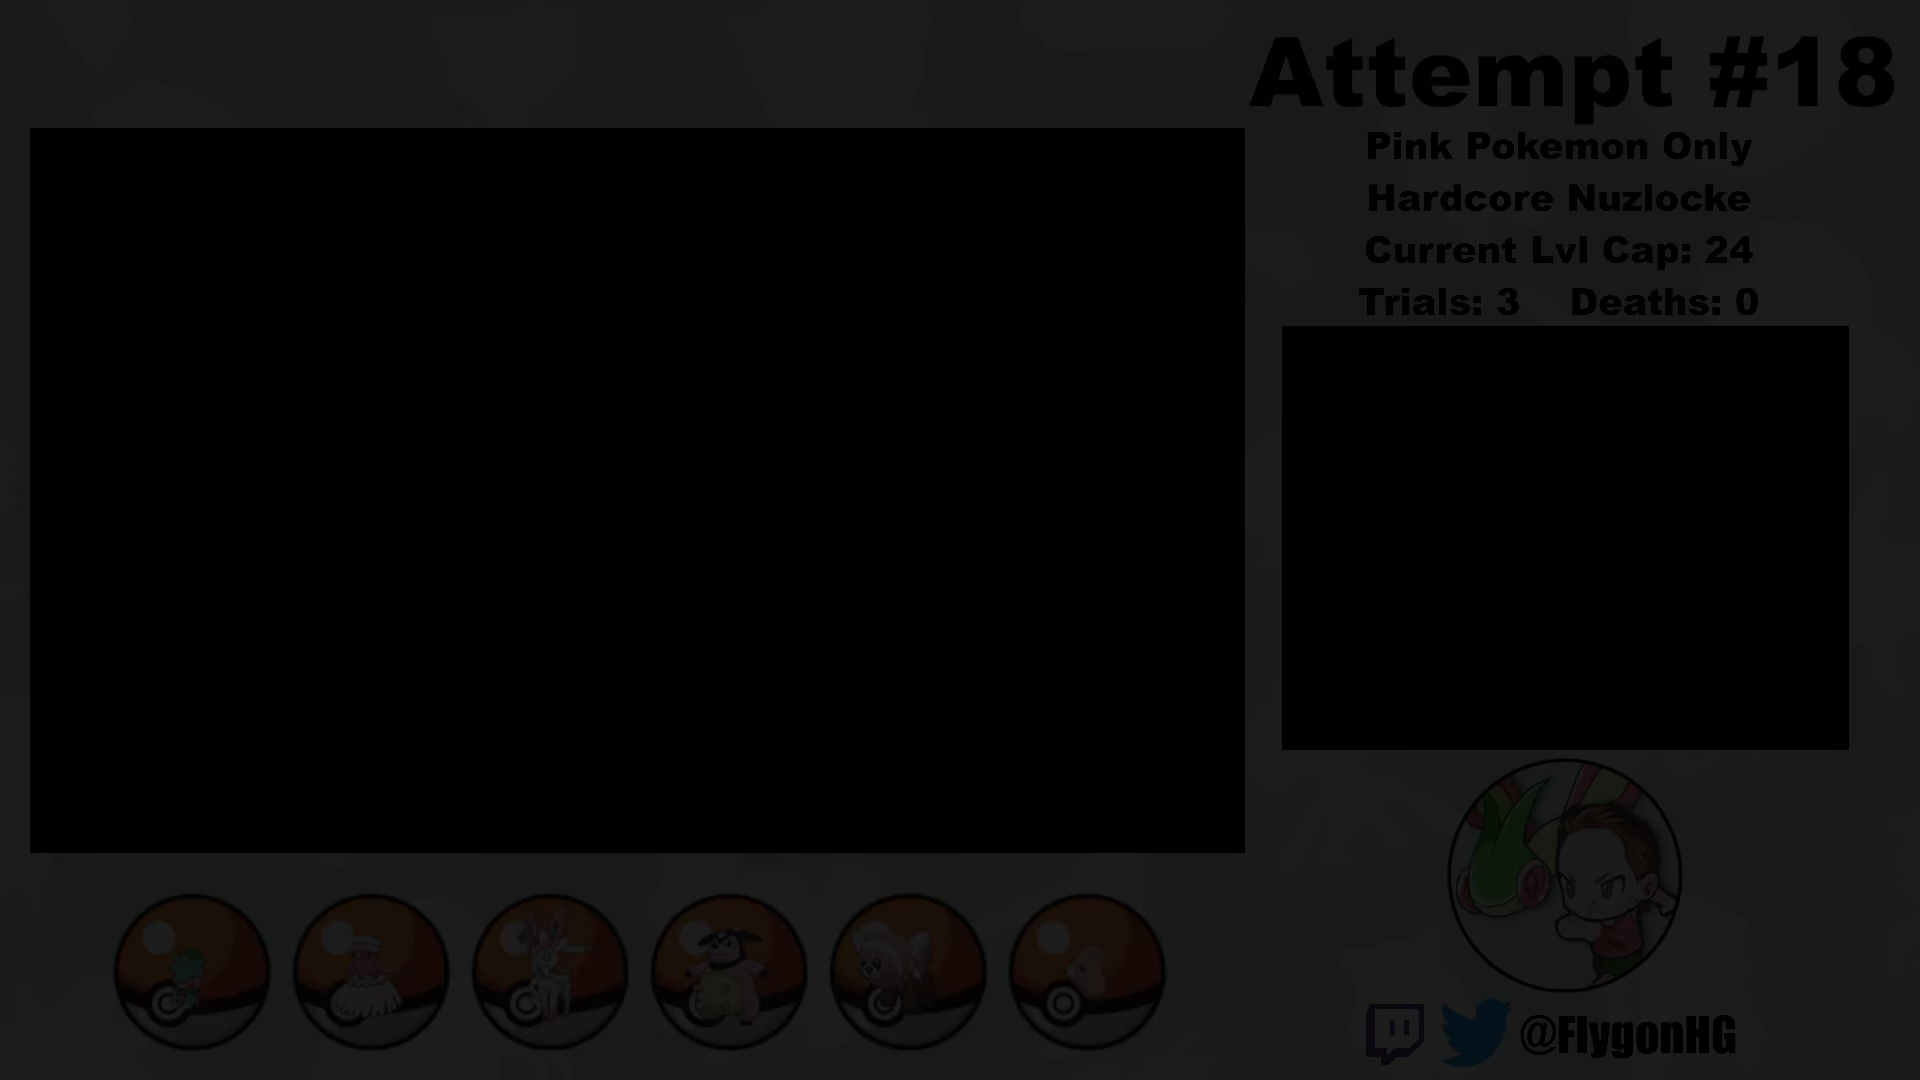 Attempt #18
Pink Pokemon Only
Hardcore Nuzlocke
Current Lvl Cap: 24
Trials: 3 Deaths: 0
@FlygonHG